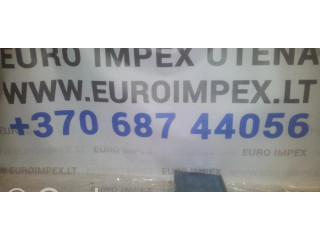 EURO IMPEX UTENA
WWW.EUROIMPEX.LT
+370 687 44056
EURO IMPEX